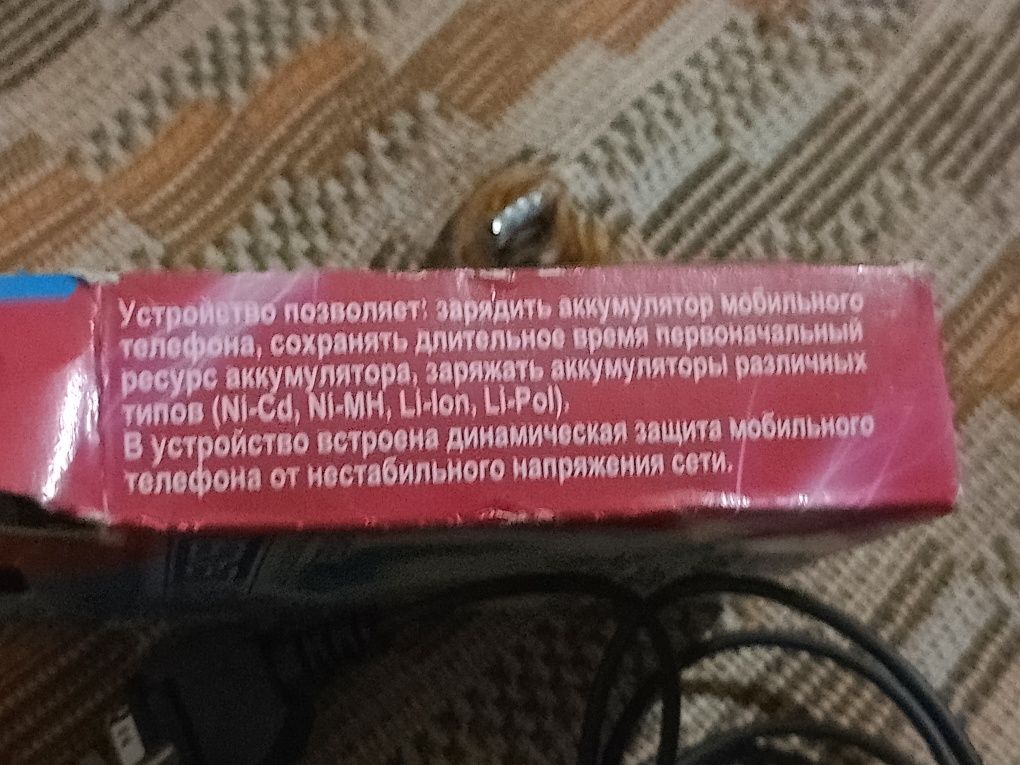 Устройство позволяет: зарядить аккумулятор мобильного
телефона, сохранять длительное время первоначальный
ресурс аккумулятора, заряжать аккумуляторы различных
типов (Ni-Cd, Ni-MH, Li-Ion, Li-Pol).
В устройство встроена динамическая защита мобильного
телефона от нестабильного напряжения сети.